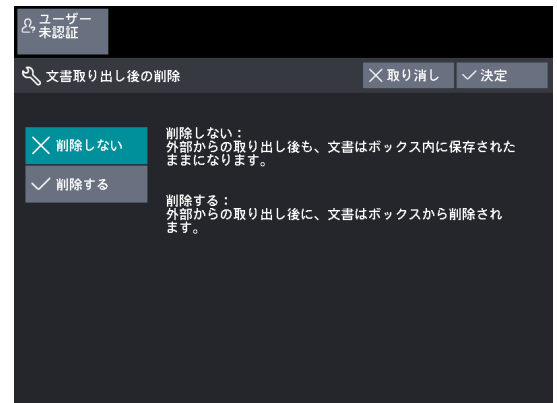 ユーザー
未認証
文書取り出し後の削除
取り消し
決定
削除しない
削除しない：
外部からの取り出し後も、文書はボックス内に保存された
ままになります。
削除する
削除する：
外部からの取り出し後に、文書はボックスから削除され
ます。